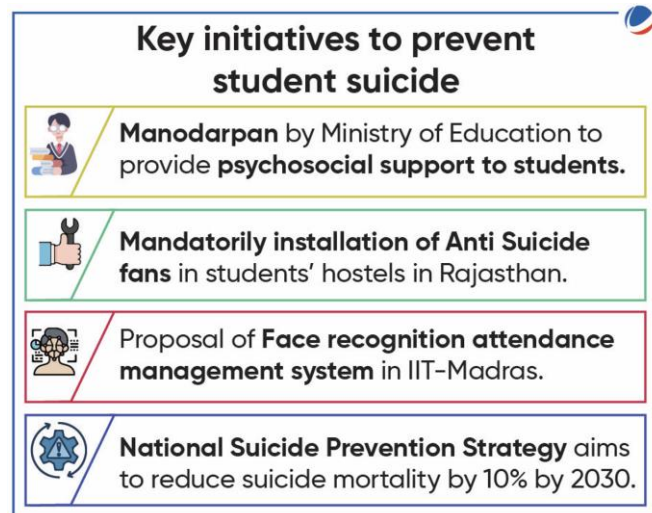 Key initiatives to prevent
student suicide
Manodarpan by Ministry of Education to
provide psychosocial support to students.
Mandatorily installation of Anti Suicide
fans in students' hostels in Rajasthan.
Proposal of Face recognition attendance
management system in IIT-Madras.
National Suicide Prevention Strategy aims
to reduce suicide mortality by 10% by 2030.